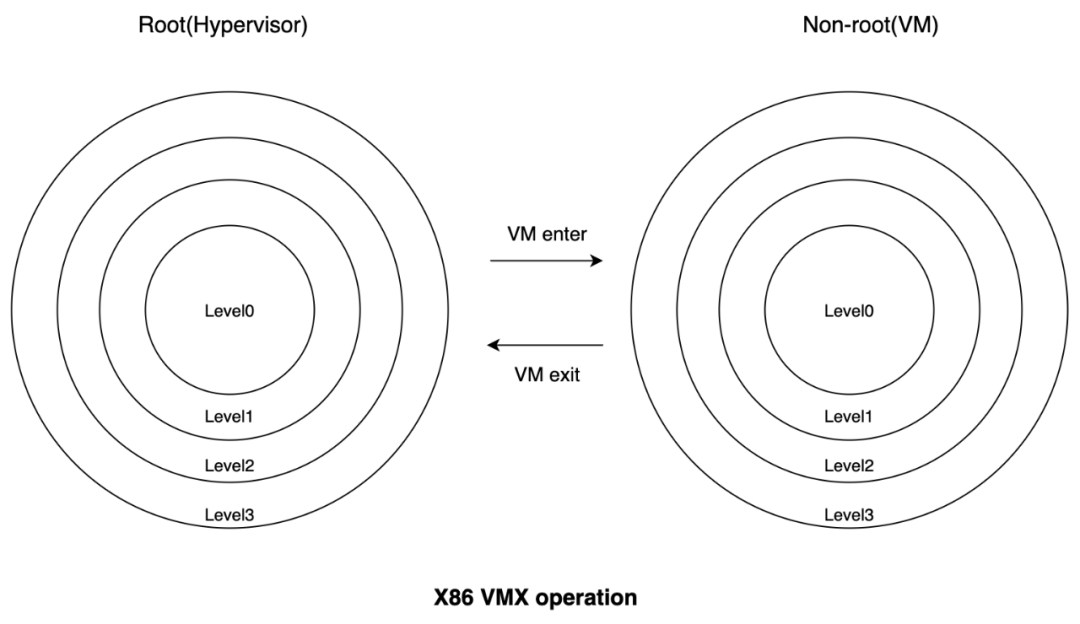 Root(Hypervisor)
Non-root(VM)
VM enter
Level0
Level0
VM exit
Level1
Level1
Level2
Level2
Level3
Level3
X86 VMX operation